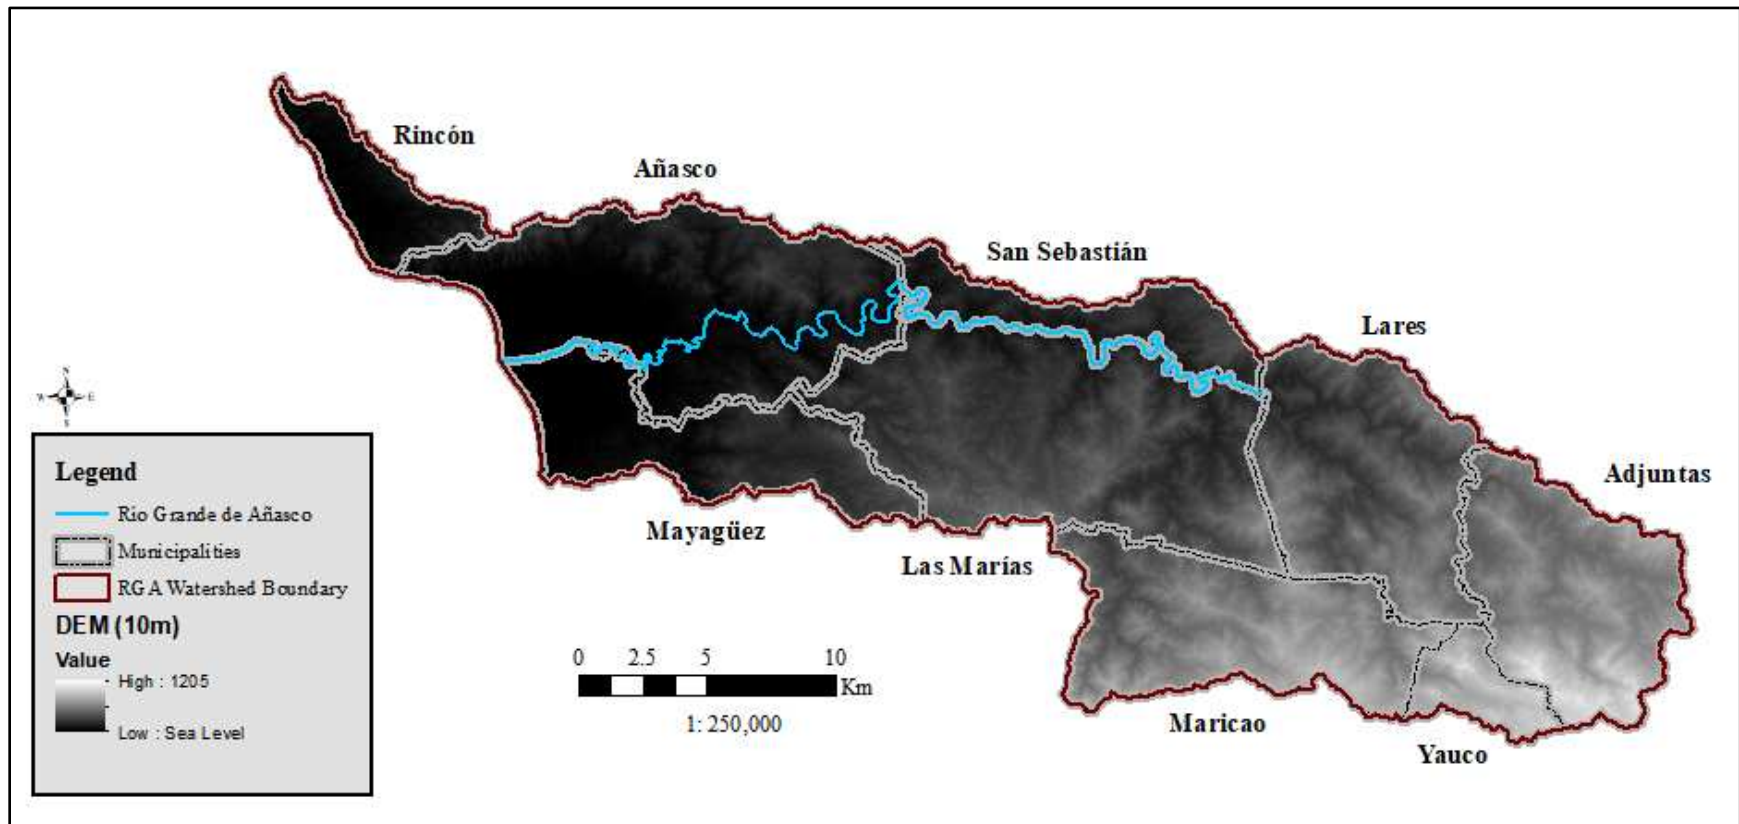 Rincón
Añasco
San Sebastián
Lares
Adjuntas
Mayagüez
Las Marías
Maricao
Yauco
N
W E
S
Legend
Rio Grande de Añasco
Municipalities
RGA Watershed Boundary
DEM (10m)
Value
High : 1205
Low : Sea Level
0 2.5 5 10
Km
1: 250,000